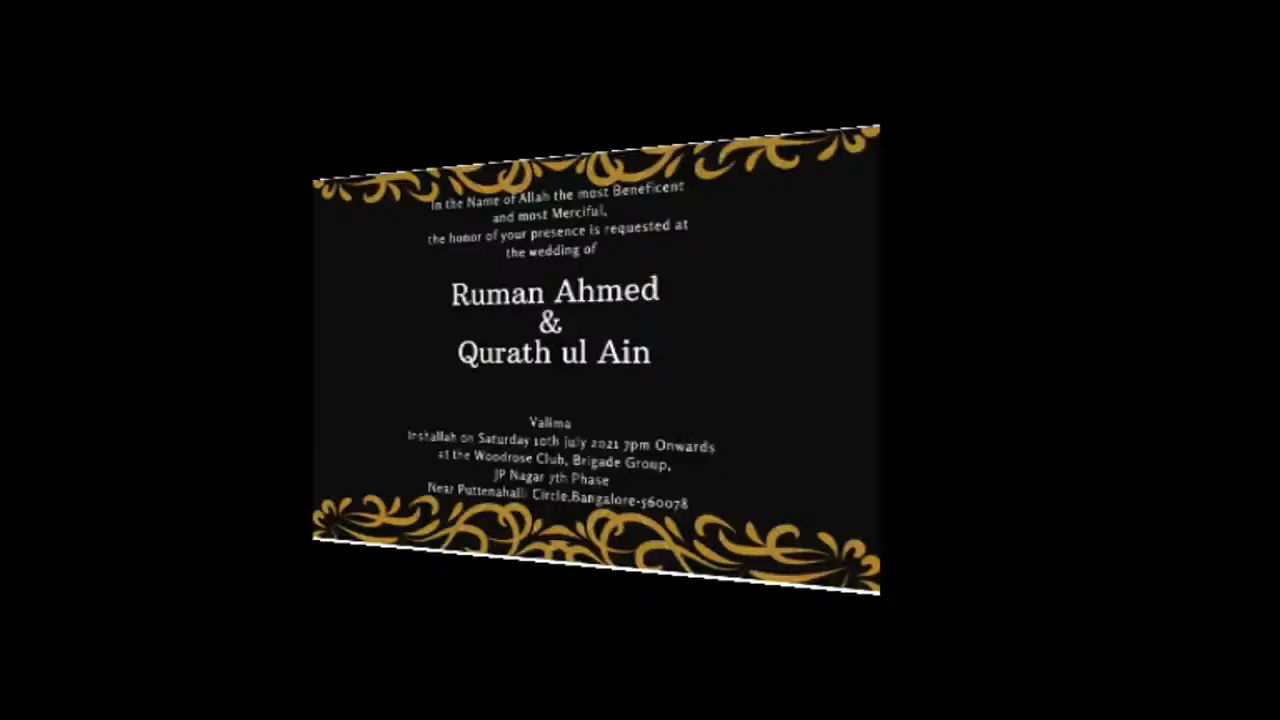 In the Name of Allah the most Beneficent
and most Merciful,
the honor of your presence is requested at
the wedding of
Ruman Ahmed
&
Qurath ul Ain
Valima
Inshallah on Saturday 10th july 2021 7pm Onwards
at the Woodrose Club, Brigade Group,
JP Nagar 7th Phase
Near Puttenahalli Circle,Bangalore-560078